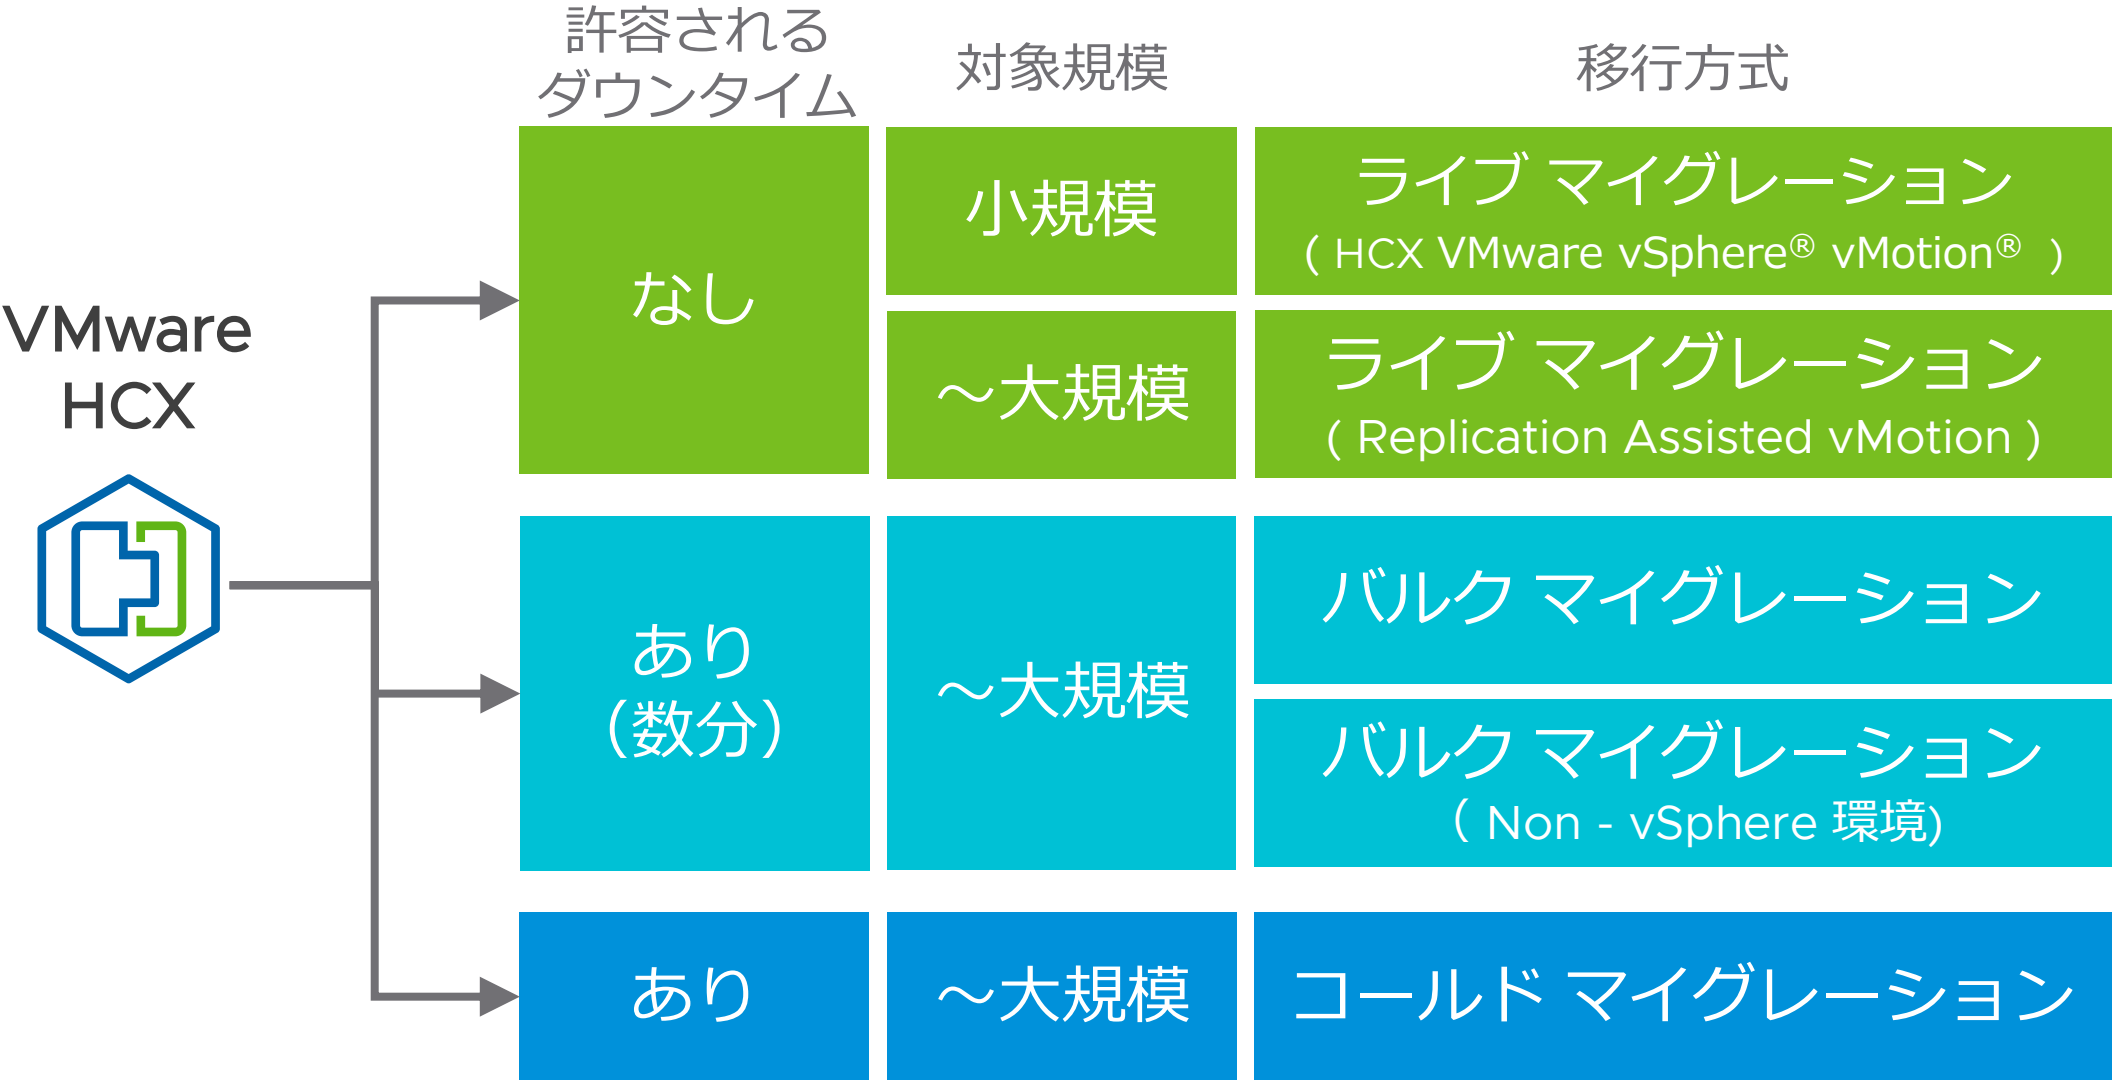 許容される
ダウンタイム
対象規模
移行方式
VMware
HCX
なし
小規模
ライブ マイグレーション
( HCX VMware vSphere® vMotion® )
～大規模
ライブ マイグレーション
( Replication Assisted vMotion )
あり
（数分）
～大規模
バルク マイグレーション
バルク マイグレーション
( Non - vSphere 環境)
あり
～大規模
コールド マイグレーション